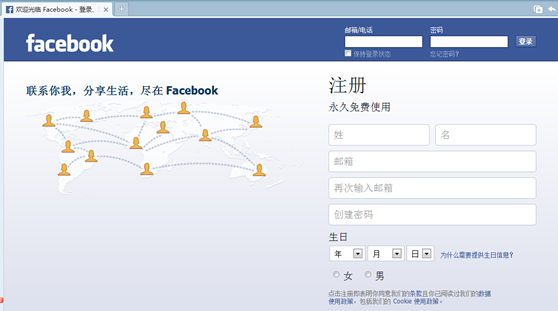 欢迎光临 Facebook - 登录、
facebook
邮箱/电话
密码
登录
保持登录状态
忘记密码?
联系你我，分享生活，尽在 Facebook
注册
永久免费使用
姓
名
邮箱
再次输入邮箱
创建密码
生日
年
月
日
为什么需要提供生日信息？
女
男
点击注册即表明你同意我们的条款且你已阅读过我们的数据
使用政策，包括我们的 Cookie 使用政策。